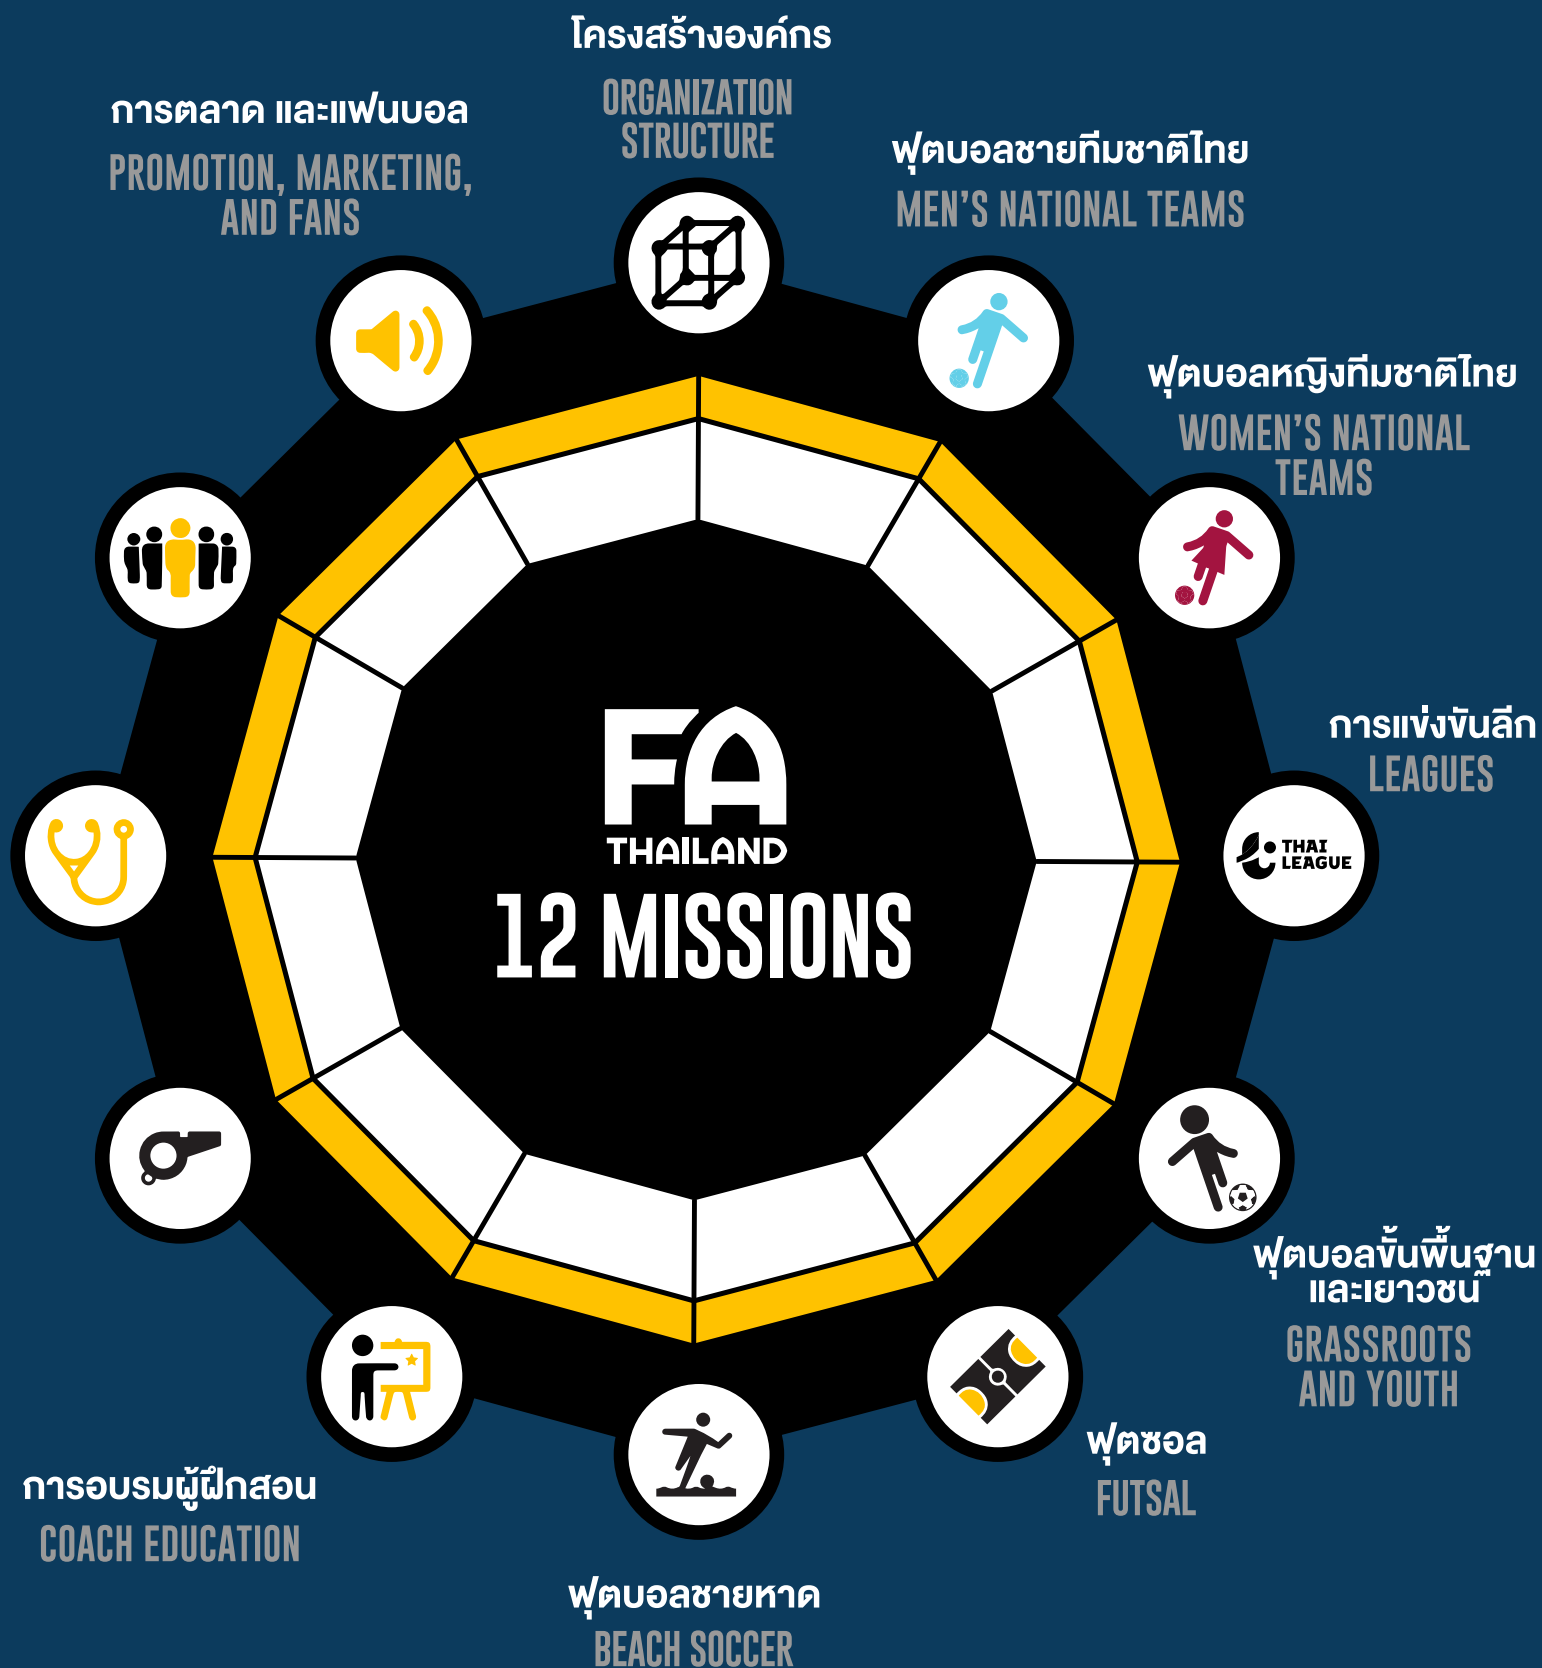 โครงสร้างองค์กร
ORGANIZATION
STRUCTURE
การตลาด และแฟนบอล
PROMOTION, MARKETING,
AND FANS
ฟุตบอลชายทีมชาติไทย
MEN'S NATIONAL TEAMS
ฟุตบอลหญิงทีมชาติไทย
WOMEN'S NATIONAL
TEAMS
การแข่งขันลีก
LEAGUES
THAI
LEAGUE
FA
THAILAND
12 MISSIONS
ฟุตบอลขั้นพื้นฐาน
และเยาวชน
GRASSROOTS
AND YOUTH
ฟุตซอล
FUTSAL
การอบรมผู้ฝึกสอน
COACH EDUCATION
ฟุตบอลชายหาด
BEACH SOCCER